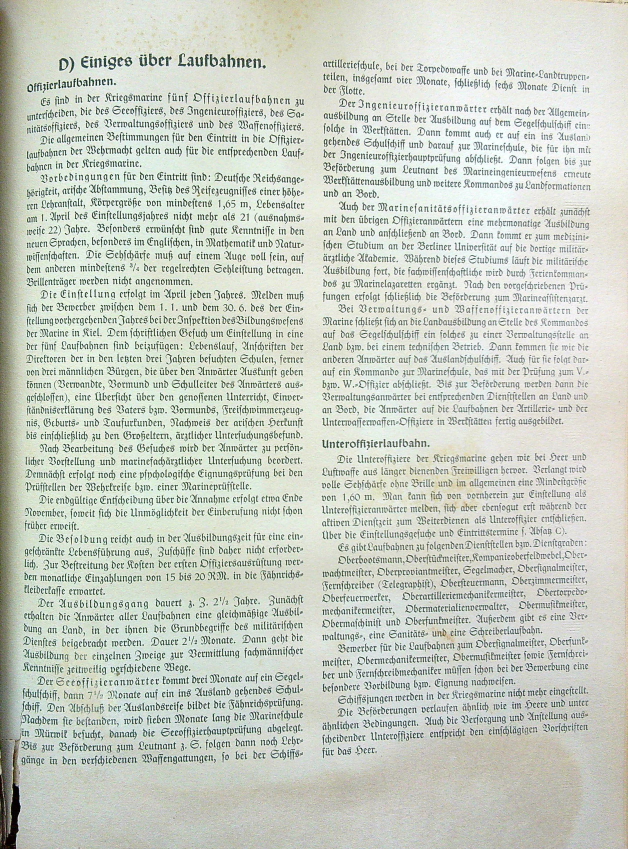 D) Einiges über Laufbahnen.
Offizierlaufbahnen.
Es sind in der Kriegsmarine fünf Offizierlaufbahnen zu
unterscheiden, die des Seeoffiziers, des Ingenieuroffiziers, des Sa-
nitätsoffiziers, des Verwaltungsoffiziers und des Waffenoffiziers.
Die allgemeinen Bestimmungen für den Eintritt in die Offizier-
laufbahnen der Wehrmacht gelten auch für die entsprechenden Lauf-
bahnen in der Kriegsmarine.
Vorbedingungen für den Eintritt sind: Deutsche Reichsange-
hörigkeit, arische Abstammung, Besitz des Reifezeugnisses einer höhe-
ren Lehranstalt, Körpergröße von mindestens 1,65 m, Lebensalter
am 1. April des Einstellungsjahres nicht mehr als 21 (ausnahms-
weise 22) Jahre. Besonders erwünscht sind gute Kenntnisse in den
neuen Sprachen, besonders im Englischen, in Mathematik und Natur-
wissenschaften. Die Sehschärfe muß auf einem Auge voll sein, auf
dem anderen mindestens ³/₄ der regelrechten Sehleistung betragen.
Brillenträger werden nicht angenommen.
Die Einstellung erfolgt im April jeden Jahres. Melden muß
sich der Bewerber zwischen dem 1. 1. und dem 30. 6. des der Ein-
stellung vorhergehenden Jahres bei der Inspektion des Bildungswesens
der Marine in Kiel. Dem schriftlichen Gesuch um Einstellung in eine
der fünf Laufbahnen sind beizufügen: Lebenslauf, Anschriften der
Direktoren der in den letzten drei Jahren besuchten Schulen, ferner
von drei männlichen Bürgen, die über den Anwärter Auskunft geben
können (Verwandte, Vormund und Schulleiter des Anwärters aus-
geschlossen), eine Übersicht über den genossenen Unterricht, Einver-
ständniserklärung des Vaters bzw. Vormunds, Freischwimmerzeug-
nis, Geburts- und Taufurkunden, Nachweis der arischen Herkunft
bis einschließlich zu den Großeltern, ärztlicher Untersuchungsbefund.
Nach Bearbeitung des Gesuches wird der Anwärter zu persön-
licher Vorstellung und marinefachärztlicher Untersuchung beordert.
Demnächst erfolgt noch eine psychologische Eignungsprüfung bei den
Prüfstellen der Wehrkreise bzw. einer Marineprüfstelle.
Die endgültige Entscheidung über die Annahme erfolgt etwa Ende
November, soweit sich die Unmöglichkeit der Einberufung nicht schon
früher erweist.
Die Besoldung reicht auch in der Ausbildungszeit für eine ein-
geschränkte Lebensführung aus, Zuschüsse sind daher nicht erforder-
lich. Zur Bestreitung der Kosten der ersten Offizierausrüstung wer-
den monatliche Einzahlungen von 15 bis 20 RM. in die Fähnrichs-
kleiderkasse erwartet.
Der Ausbildungsgang dauert z. Z. 2¹/₂ Jahre. Zunächst
erhalten die Anwärter aller Laufbahnen eine gleichmäßige Ausbil-
dung an Land, in der ihnen die Grundbegriffe des militärischen
Dienstes beigebracht werden. Dauer 2¹/₂ Monate. Dann geht die
Ausbildung der einzelnen Zweige zur Vermittlung fachmännischer
Kenntnisse zeitweilig verschiedene Wege.
Der Seeoffizieranwärter kommt drei Monate auf ein Segel-
schulschiff, dann 7¹/₂ Monate auf ein ins Ausland gehendes Schul-
schiff. Den Abschluß der Auslandsreise bildet die Fähnrichsprüfung.
Nachdem sie bestanden, wird sieben Monate lang die Marineschule
in Mürwik besucht, danach die Seeoffizierhauptprüfung abgelegt.
Bis zur Beförderung zum Leutnant z. S. folgen dann noch Lehr-
gänge in den verschiedenen Waffengattungen, so bei der Schiffs-
artillerieschule, bei der Torpedowaffe und bei Marine-Landtruppen-
teilen, insgesamt vier Monate, schließlich sechs Monate Dienst in
der Flotte.
Der Ingenieuroffizieranwärter erhält nach der Allgemein-
ausbildung an Stelle der Ausbildung auf dem Segelschulschiff ein
solche in Werkstätten. Dann kommt auch er auf ein ins Ausland
gehendes Schulschiff und darauf zur Marineschule, die für ihn mit
der Ingenieuroffizierhauptprüfung abschließt. Dann folgen bis zur
Beförderung zum Leutnant des Marineingenieurwesens erneute
Werkstättenausbildung und weitere Kommandos zu Landformationen
und an Bord.
Auch der Marinesanitätsoffizieranwärter erhält zunächst
mit den übrigen Offizieranwärtern eine mehrmonatige Ausbildung
an Land und anschließend an Bord. Dann kommt er zum medizini-
schen Studium an der Berliner Universität auf die dortige militär-
ärztliche Akademie. Während dieses Studiums läuft die militärische
Ausbildung fort, die fachwissenschaftliche wird durch Ferienkomman-
dos zu Marinelazaretten ergänzt. Nach den vorgeschriebenen Prü-
fungen erfolgt schließlich die Beförderung zum Marineassistenzarzt.
Bei Verwaltungs- und Waffenoffizieranwärtern der
Marine schließt sich an die Landausbildung an Stelle des Kommandos
auf das Segelschulschiff ein solches zu einer Verwaltungsstelle an
Land bzw. bei einem technischen Betrieb. Dann kommen sie wie die
anderen Anwärter auf das Auslandschulschiff. Auch für sie folgt dar-
auf ein Kommando zur Marineschule, das mit der Prüfung zum V.-
bzw. W.-Offizier abschließt. Bis zur Beförderung werden dann die
Verwaltungsanwärter bei entsprechenden Dienststellen an Land und
an Bord, die Anwärter auf die Laufbahnen der Artillerie- und der
Unterwasserwaffen-Offiziere in Werkstätten fertig ausgebildet.
Unteroffizierlaufbahn.
Die Unteroffiziere der Kriegsmarine gehen wie bei Heer und
Luftwaffe aus länger dienenden Freiwilligen hervor. Verlangt wird
volle Sehschärfe ohne Brille und im allgemeinen eine Mindestgröße
von 1,60 m. Man kann sich von vornherein zur Einstellung als
Unteroffizieranwärter melden, sich aber ebensogut erst während der
aktiven Dienstzeit zum Weiterdienen als Unteroffizier entschließen.
(Über die Einstellungsgesuche und Eintrittstermine s. Absatz C).
Es gibt Laufbahnen zu folgenden Dienststellen bzw. Dienstgraden:
Oberbootsmann, Oberstückmeister, Kompanieoberfeldwebel, Ober-
wachtmeister, Oberproviantmeister, Segelmacher, Obersignalmeister,
Fernschreiber (Telegraphist), Obersteuermann, Oberzimmermeister,
Oberfeuerwerker, Oberartilleriemechanikermeister, Obertorpedo-
mechanikermeister, Obermaterialienverwalter, Obermusikmeister,
Obermaschinist und Oberfunkmeister. Außerdem gibt es eine Ver-
waltungs-, eine Sanitäts- und eine Schreiberlaufbahn.
Bewerber für die Laufbahn zum Obersignalmeister, Oberfunk-
meister, Obermechanikermeister, Obermusikmeister sowie Fernschrei-
ber und Fernschreibmechaniker müssen schon bei der Bewerbung eine
besondere Vorbildung bzw. Eignung nachweisen.
Schiffsjungen werden in der Kriegsmarine nicht mehr eingestellt.
Die Beförderungen verlaufen ähnlich wie im Heere und unter
ähnlichen Bedingungen. Auch die Versorgung und Anstellung aus-
scheidender Unteroffiziere entspricht den einschlägigen Vorschriften
für das Heer.